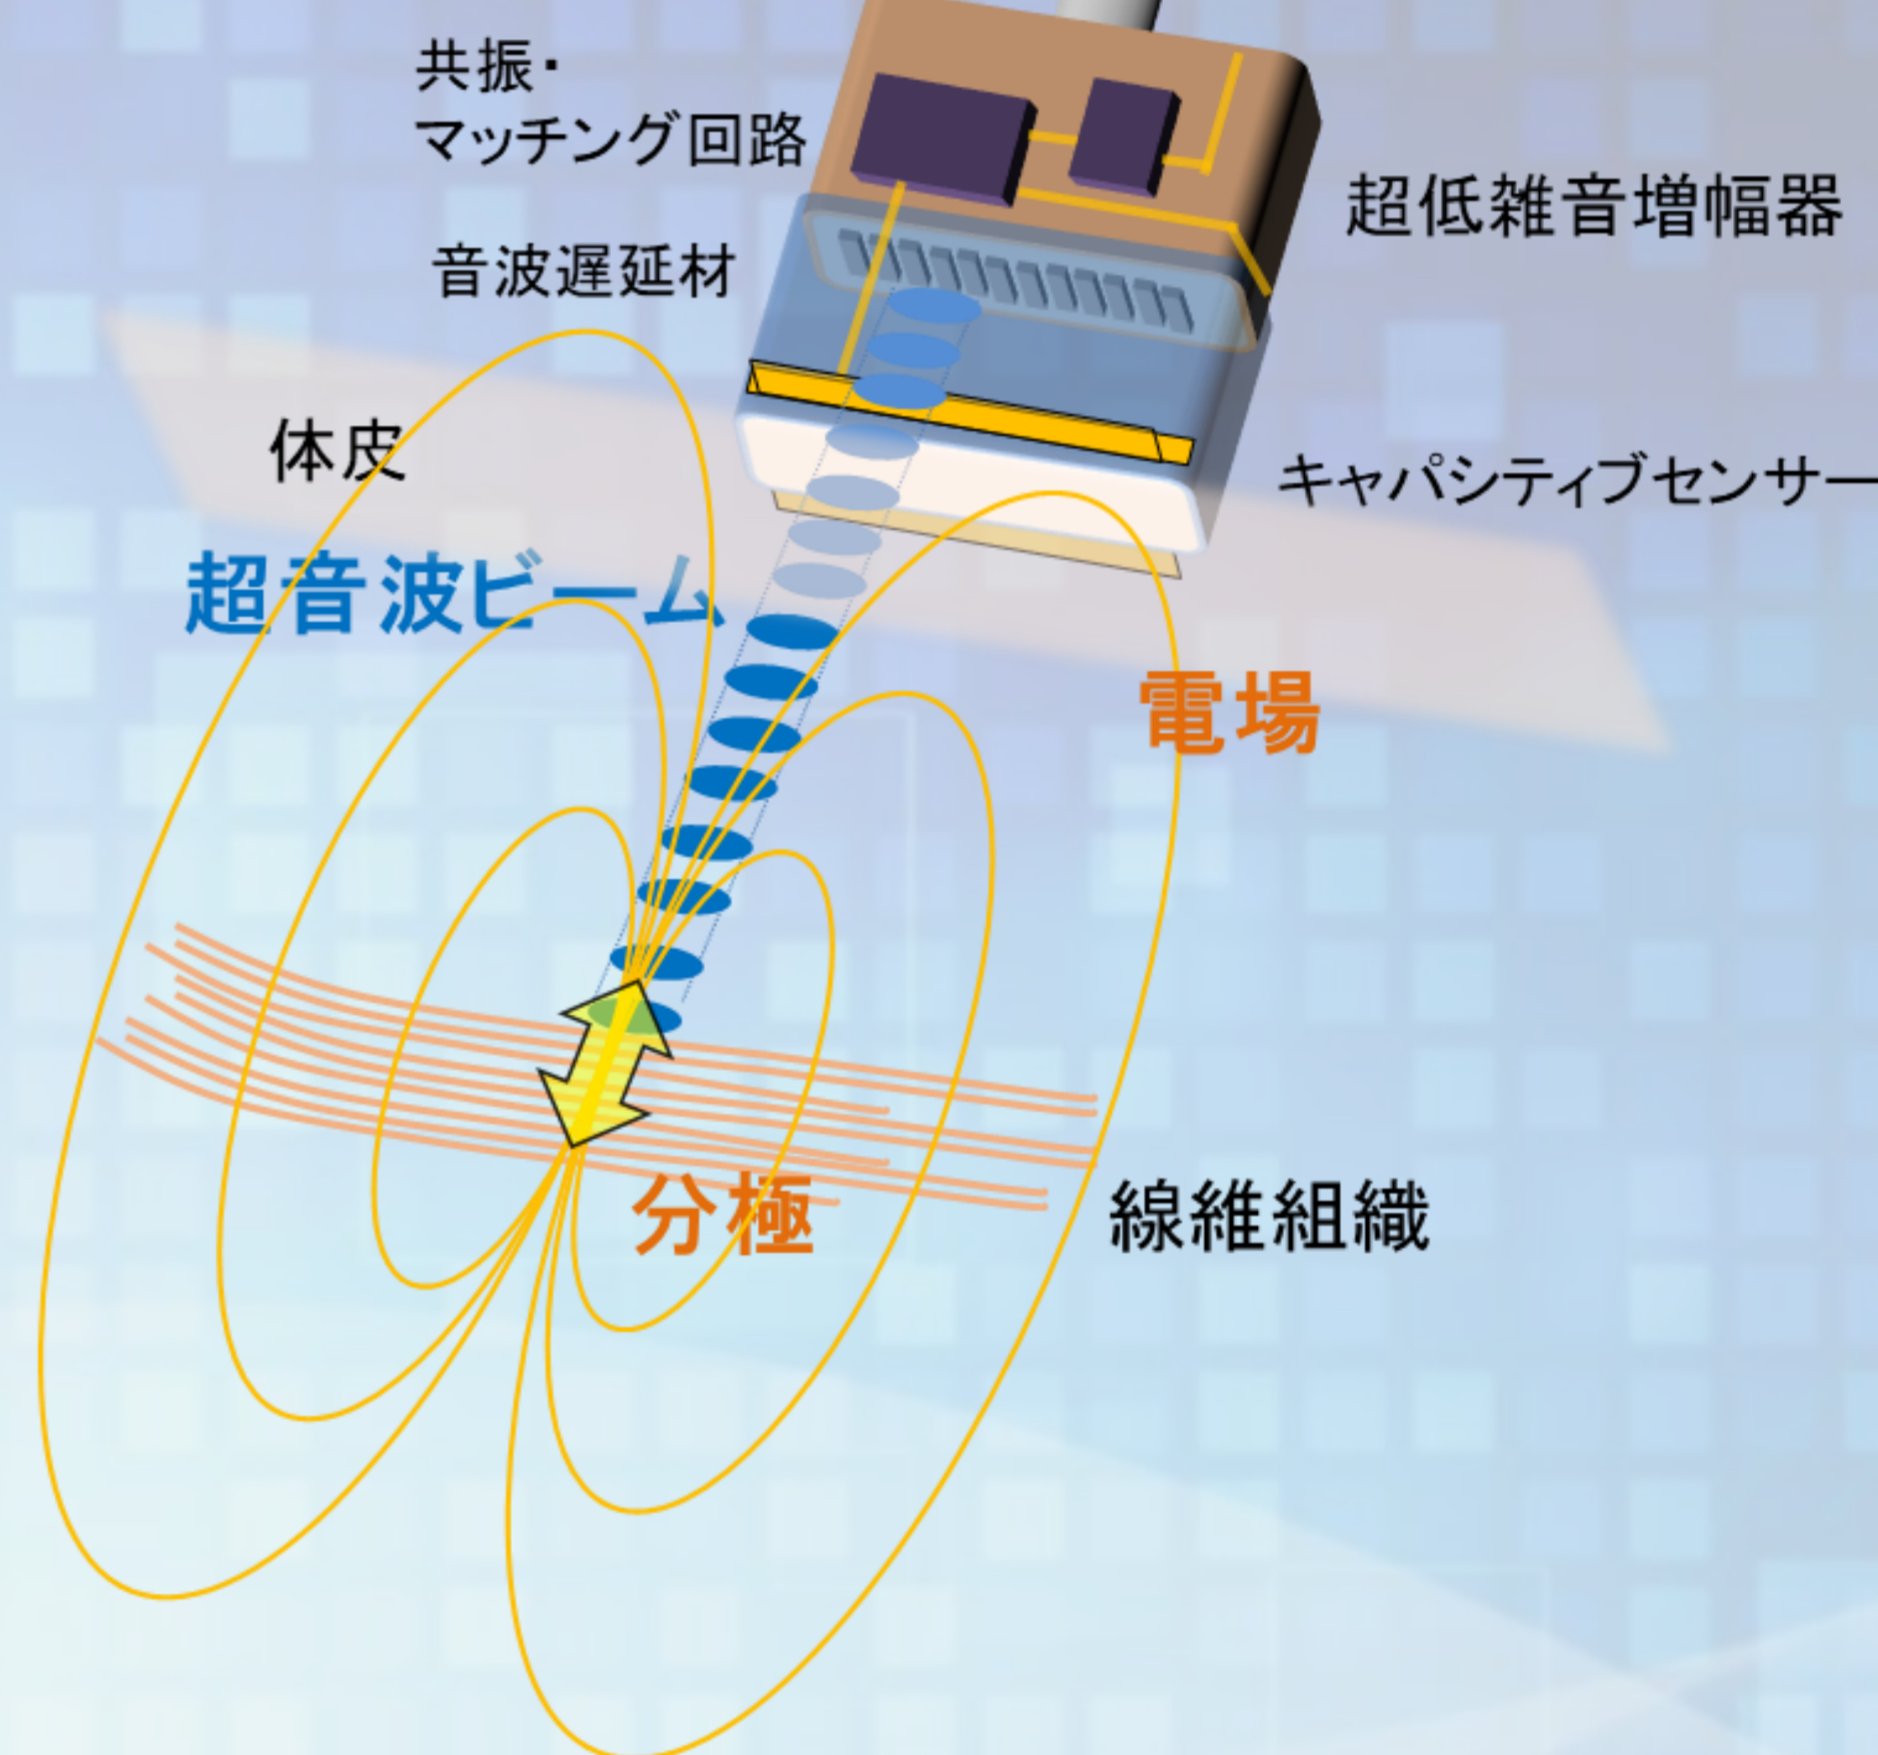 共振・
マッチング回路
超低雑音増幅器
音波遅延材
体皮
キャパシティブセンサー
超音波ビーム
電場
分極
線維組織